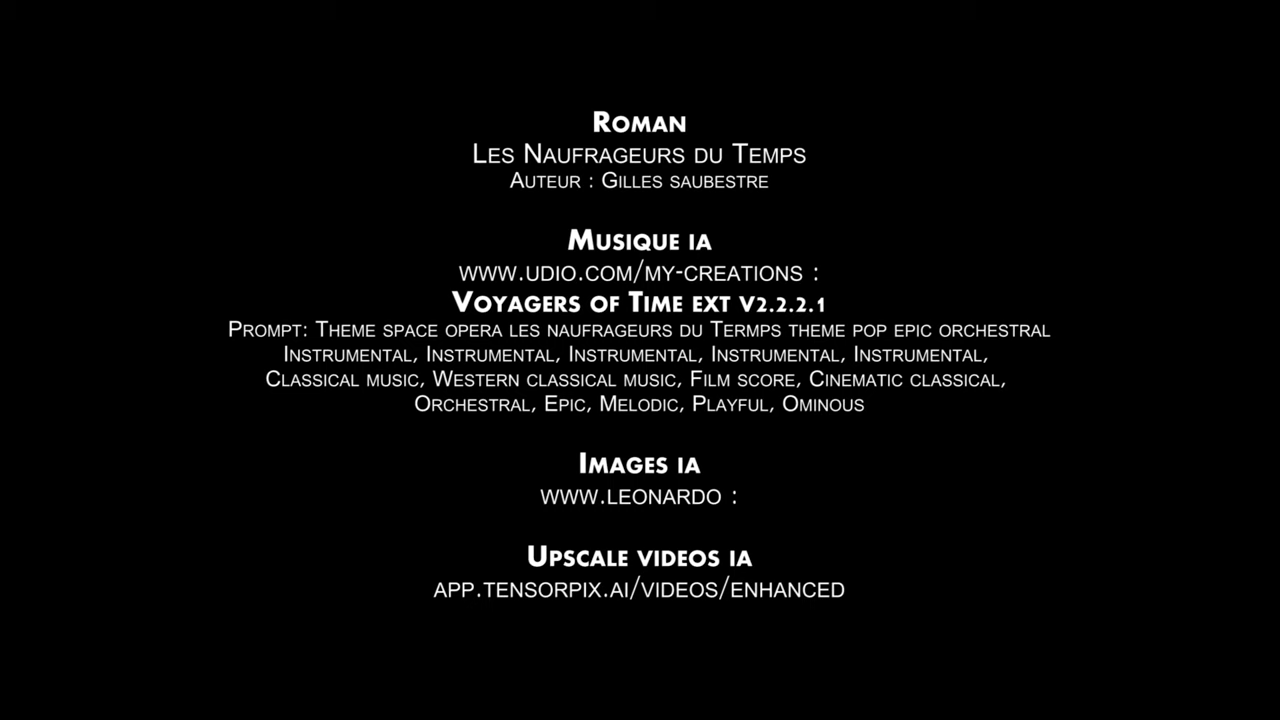 Roman
Les Naufrageurs du Temps
Auteur : Gilles saubestre
Musique ia
www.udio.com/my-creations :
Voyagers of Time ext v2.2.2.1
Prompt: Theme space opera les naufrageurs du Termps theme pop epic orchestral
Instrumental, Instrumental, Instrumental, Instrumental, Instrumental,
Classical music, Western classical music, Film score, Cinematic classical,
Orchestral, Epic, Melodic, Playful, Ominous
Images ia
www.leonardo :
Upscale videos ia
app.tensorpix.ai/videos/enhanced